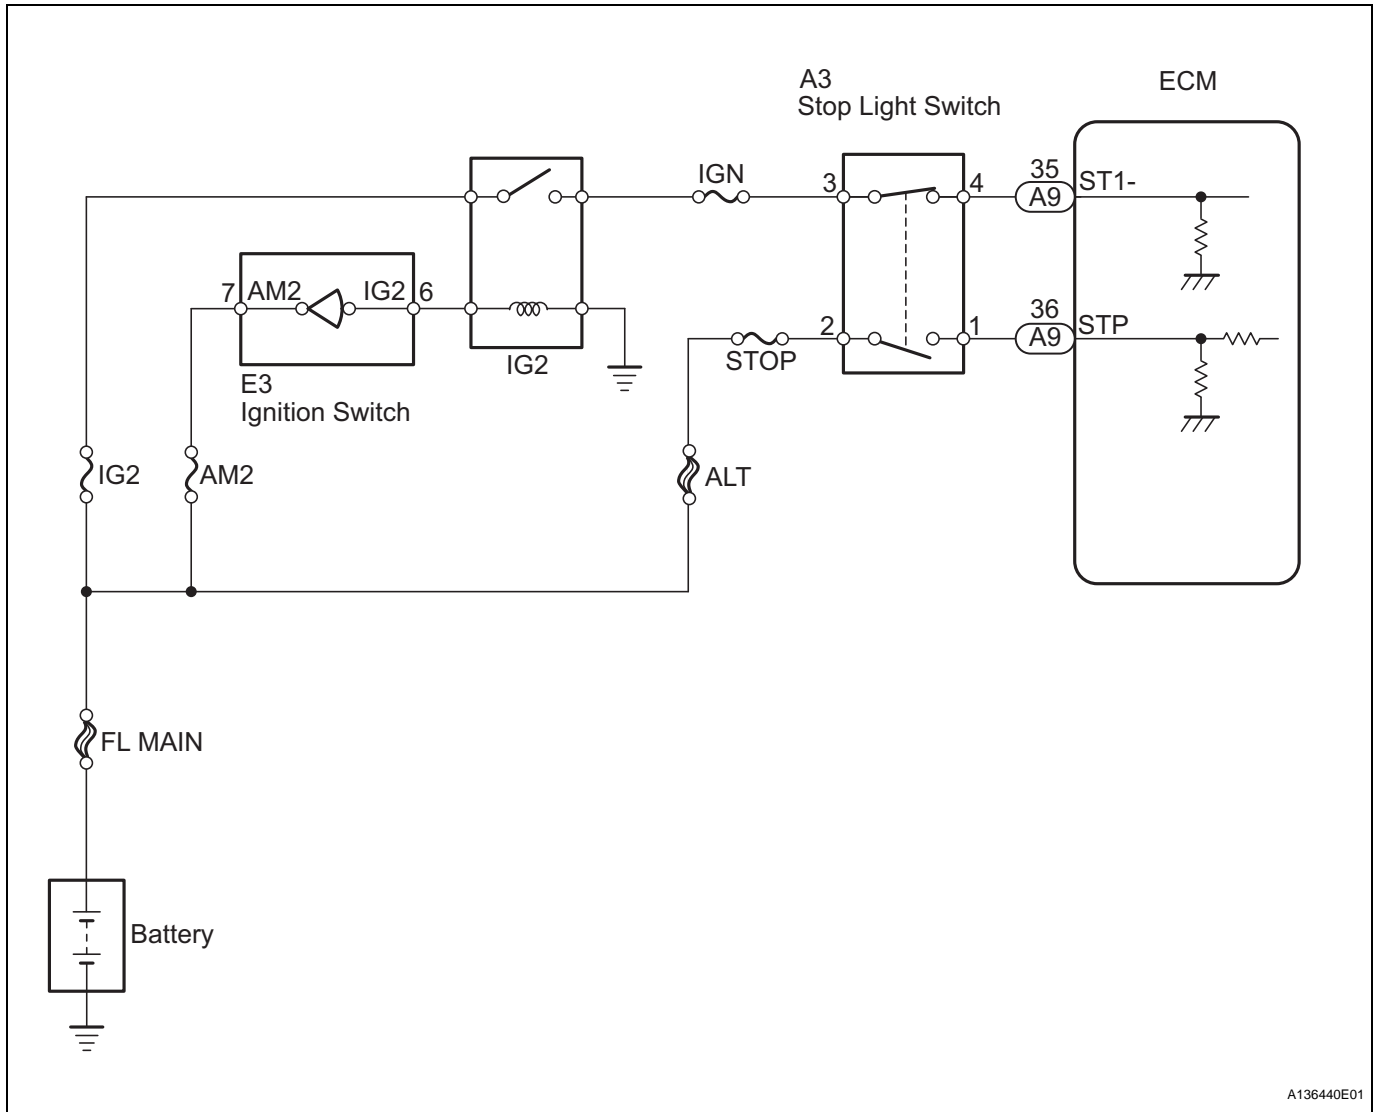 A3
Stop Light Switch
ECM
IGN
3
4
35
A9
ST1-
7
AM2
IG2
6
IG2
E3
Ignition Switch
STOP
2
1
36
A9
STP
IG2
AM2
ALT
FL MAIN
Battery
A136440E01